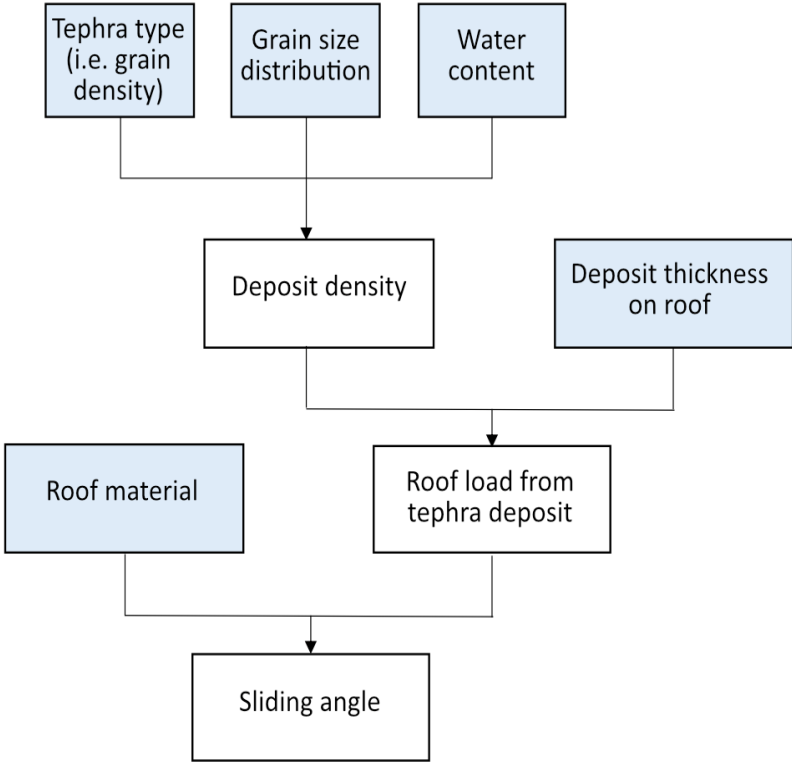 Tephra type
(i.e. grain
density)
Grain size
distribution
Water
content
Deposit density
Deposit thickness
on roof
Roof material
Roof load from
tephra deposit
Sliding angle